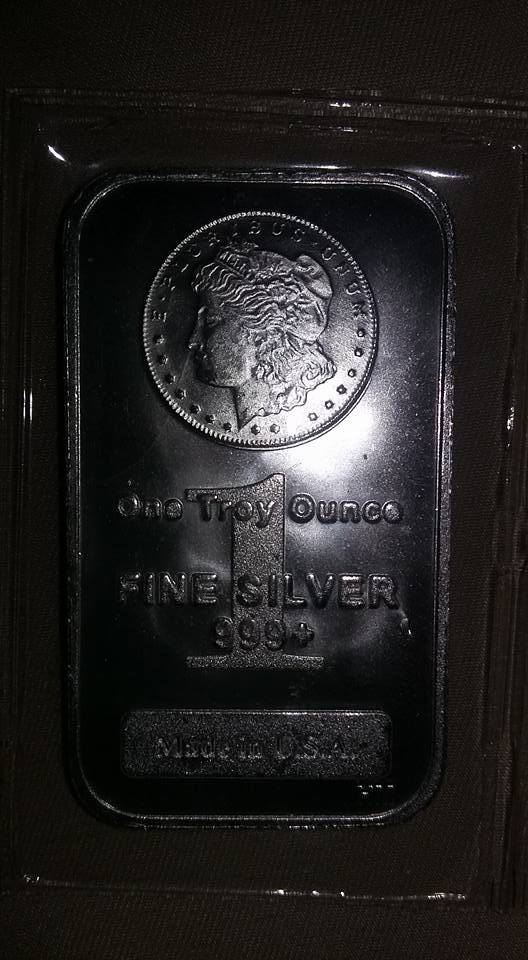 E·PLURIBUS·UNUM
One Troy Ounce
1
FINE SILVER
999+
Made in U.S.A.